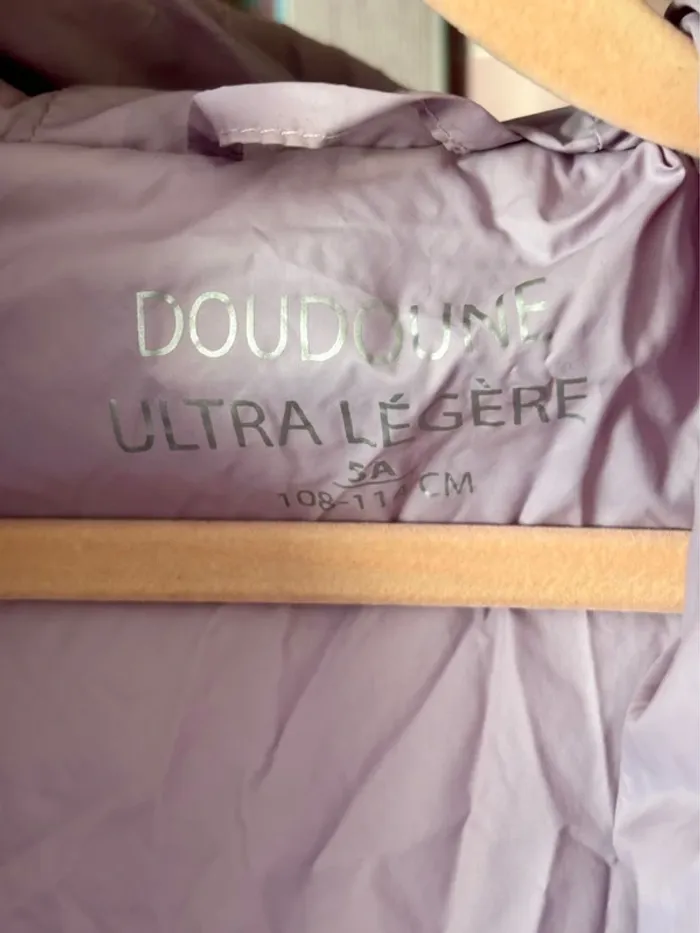 DOUDOUNE
ULTRA LÉGÈRE
5A
108-114 CM